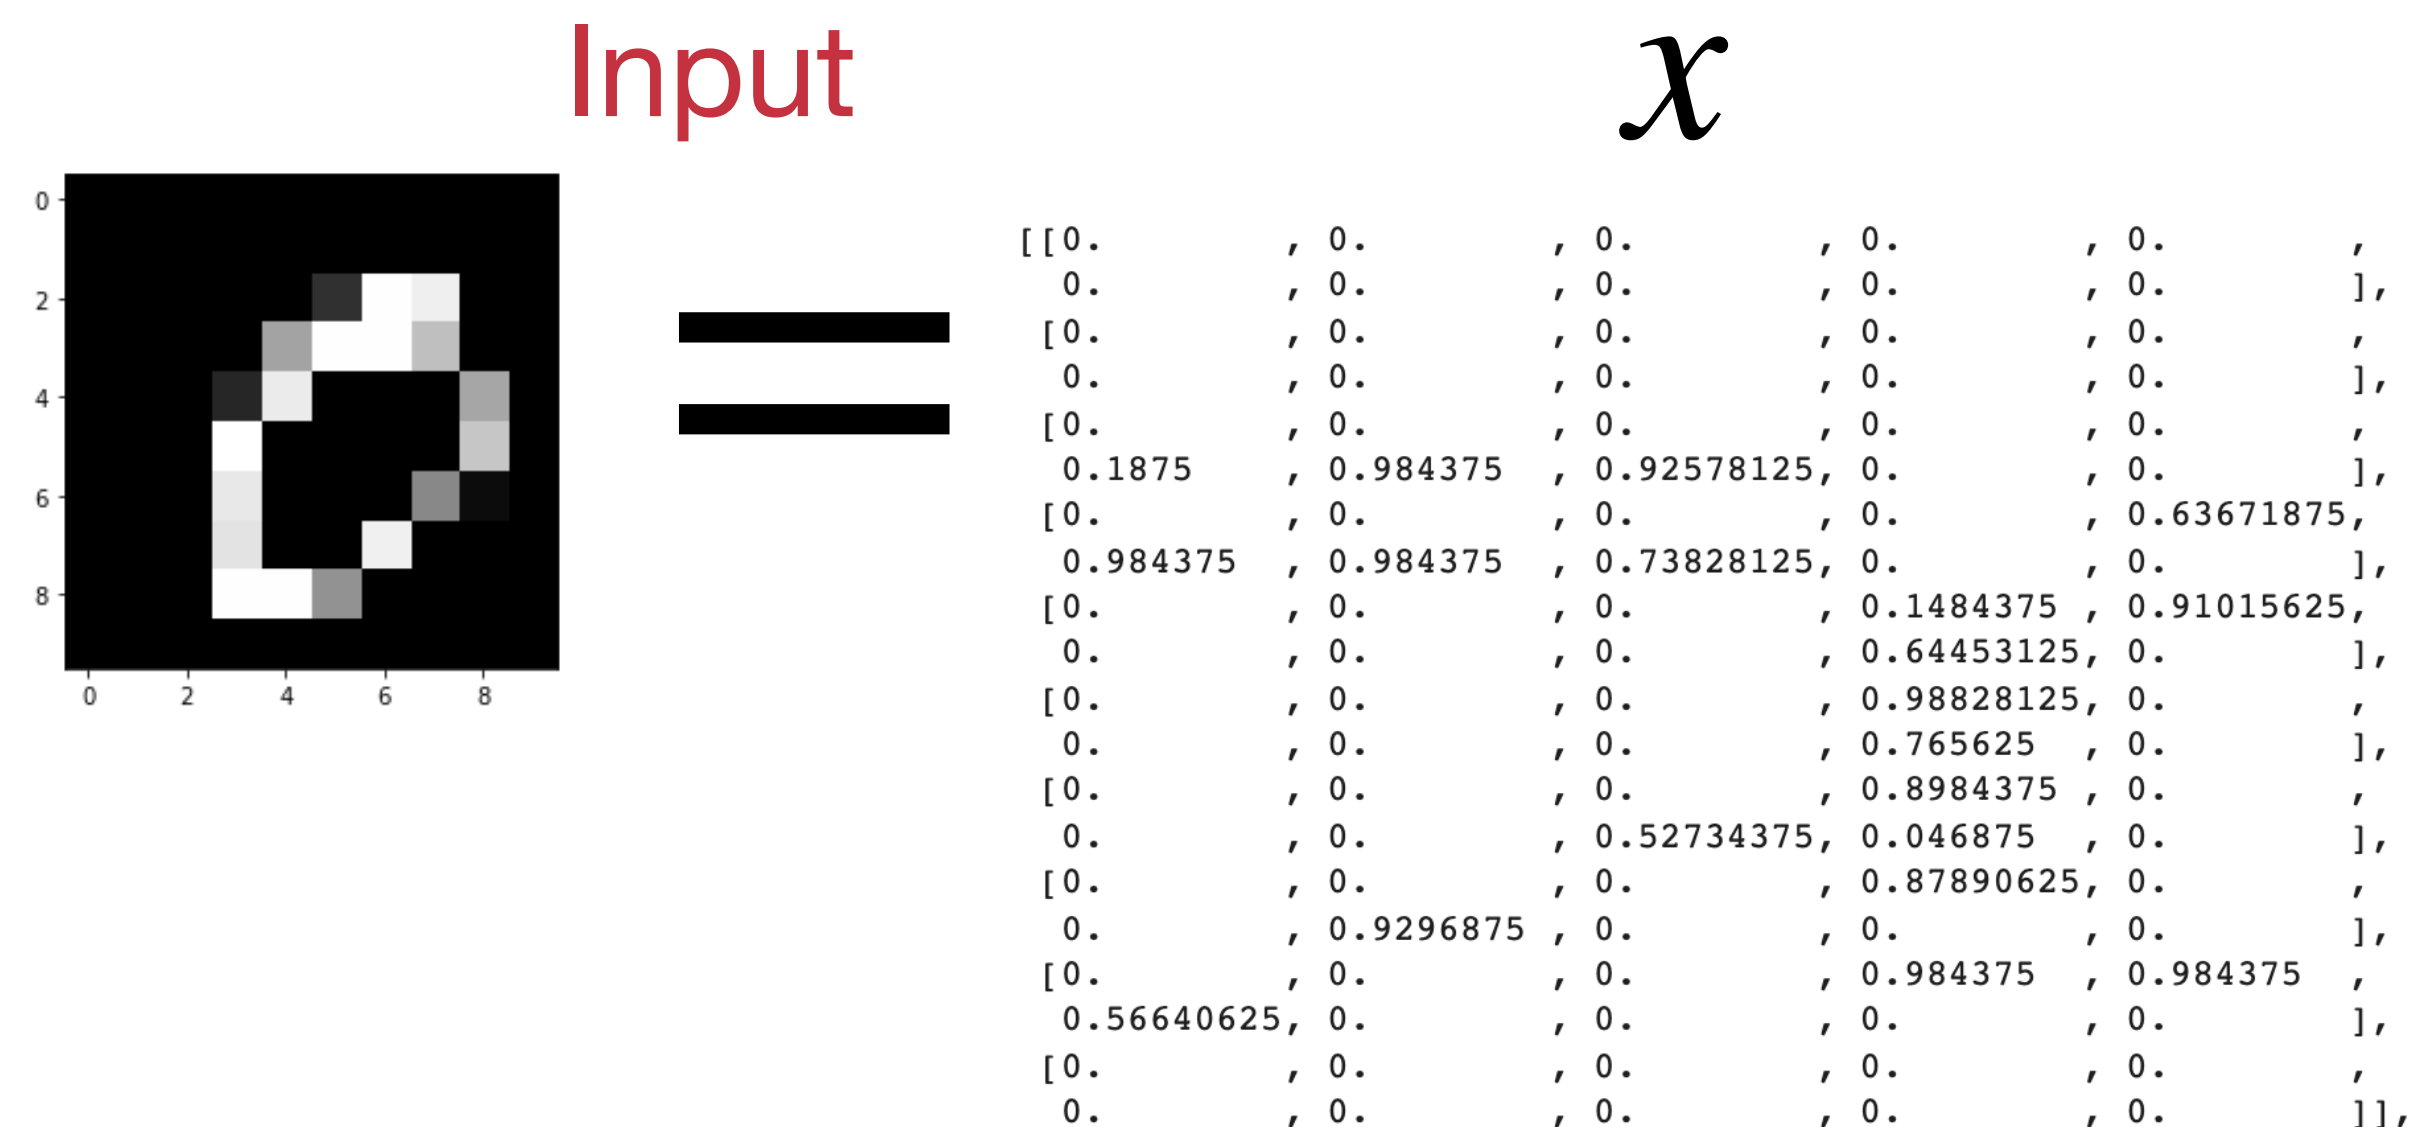 Input
x
0
2
4
6
8
0 2 4 6 8
[[0. , 0. , 0. , 0. , 0. ,
0. , 0. , 0. , 0. , 0. ],
[0. , 0. , 0. , 0. , 0. ,
0. , 0. , 0. , 0. , 0. ],
[0. , 0. , 0. , 0. , 0. ,
0.1875 , 0.984375 , 0.92578125, 0. , 0. ],
[0. , 0. , 0. , 0. , 0.63671875,
0.984375 , 0.984375 , 0.73828125, 0. , 0. ],
[0. , 0. , 0. , 0.1484375 , 0.91015625,
0. , 0. , 0. , 0.64453125, 0. ],
[0. , 0. , 0. , 0.98828125, 0. ,
0. , 0. , 0. , 0.765625 , 0. ],
[0. , 0. , 0. , 0.8984375 , 0. ,
0. , 0. , 0.52734375, 0.046875 , 0. ],
[0. , 0. , 0. , 0.87890625, 0. ,
0. , 0.9296875 , 0. , 0. , 0. ],
[0. , 0. , 0. , 0.984375 , 0.984375 ,
0.56640625, 0. , 0. , 0. , 0. ],
[0. , 0. , 0. , 0. , 0. ,
0. , 0. , 0. , 0. , 0. ]],